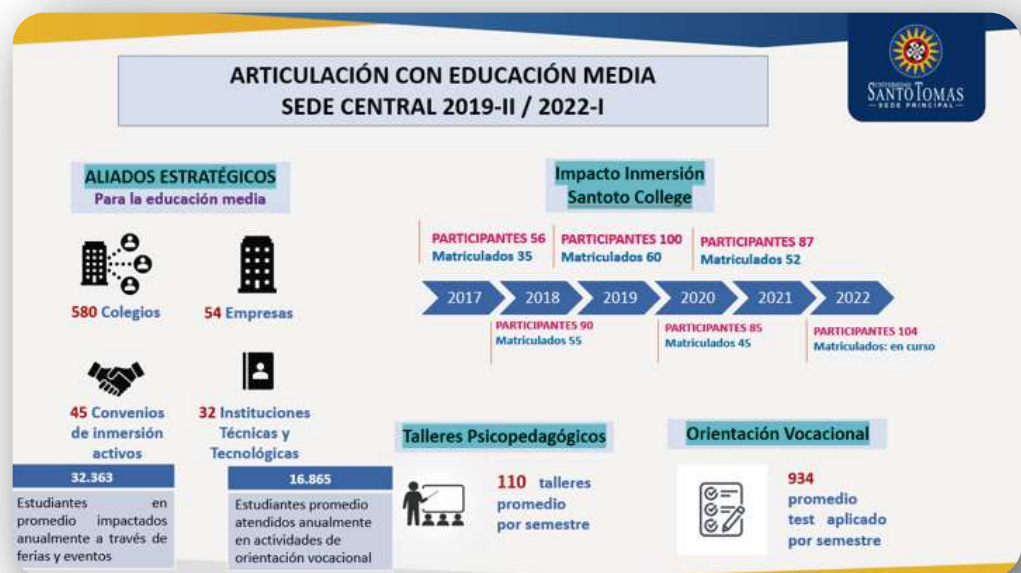 ARTICULACIÓN CON EDUCACIÓN MEDIA
SEDE CENTRAL 2019-II / 2022-I
UNIVERSIDAD
SANTO TOMAS
SEDE PRINCIPAL
ALIADOS ESTRATÉGICOS
Para la educación media
580 Colegios
54 Empresas
45 Convenios
de inmersión
activos
32 Instituciones
Técnicas y
Tecnológicas
32.363
Estudiantes en
promedio impactados
anualmente a través de
ferias y eventos
16.865
Estudiantes promedio
atendidos anualmente
en actividades de
orientación vocacional
Impacto Inmersión
Santoto College
PARTICIPANTES 56
Matriculados 35
PARTICIPANTES 100
Matriculados 60
PARTICIPANTES 87
Matriculados 52
2017
2018
2019
2020
2021
2022
PARTICIPANTES 90
Matriculados 55
PARTICIPANTES 85
Matriculados 45
PARTICIPANTES 104
Matriculados: en curso
Talleres Psicopedagógicos
110 talleres
promedio
por semestre
Orientación Vocacional
934
promedio
test aplicado
por semestre